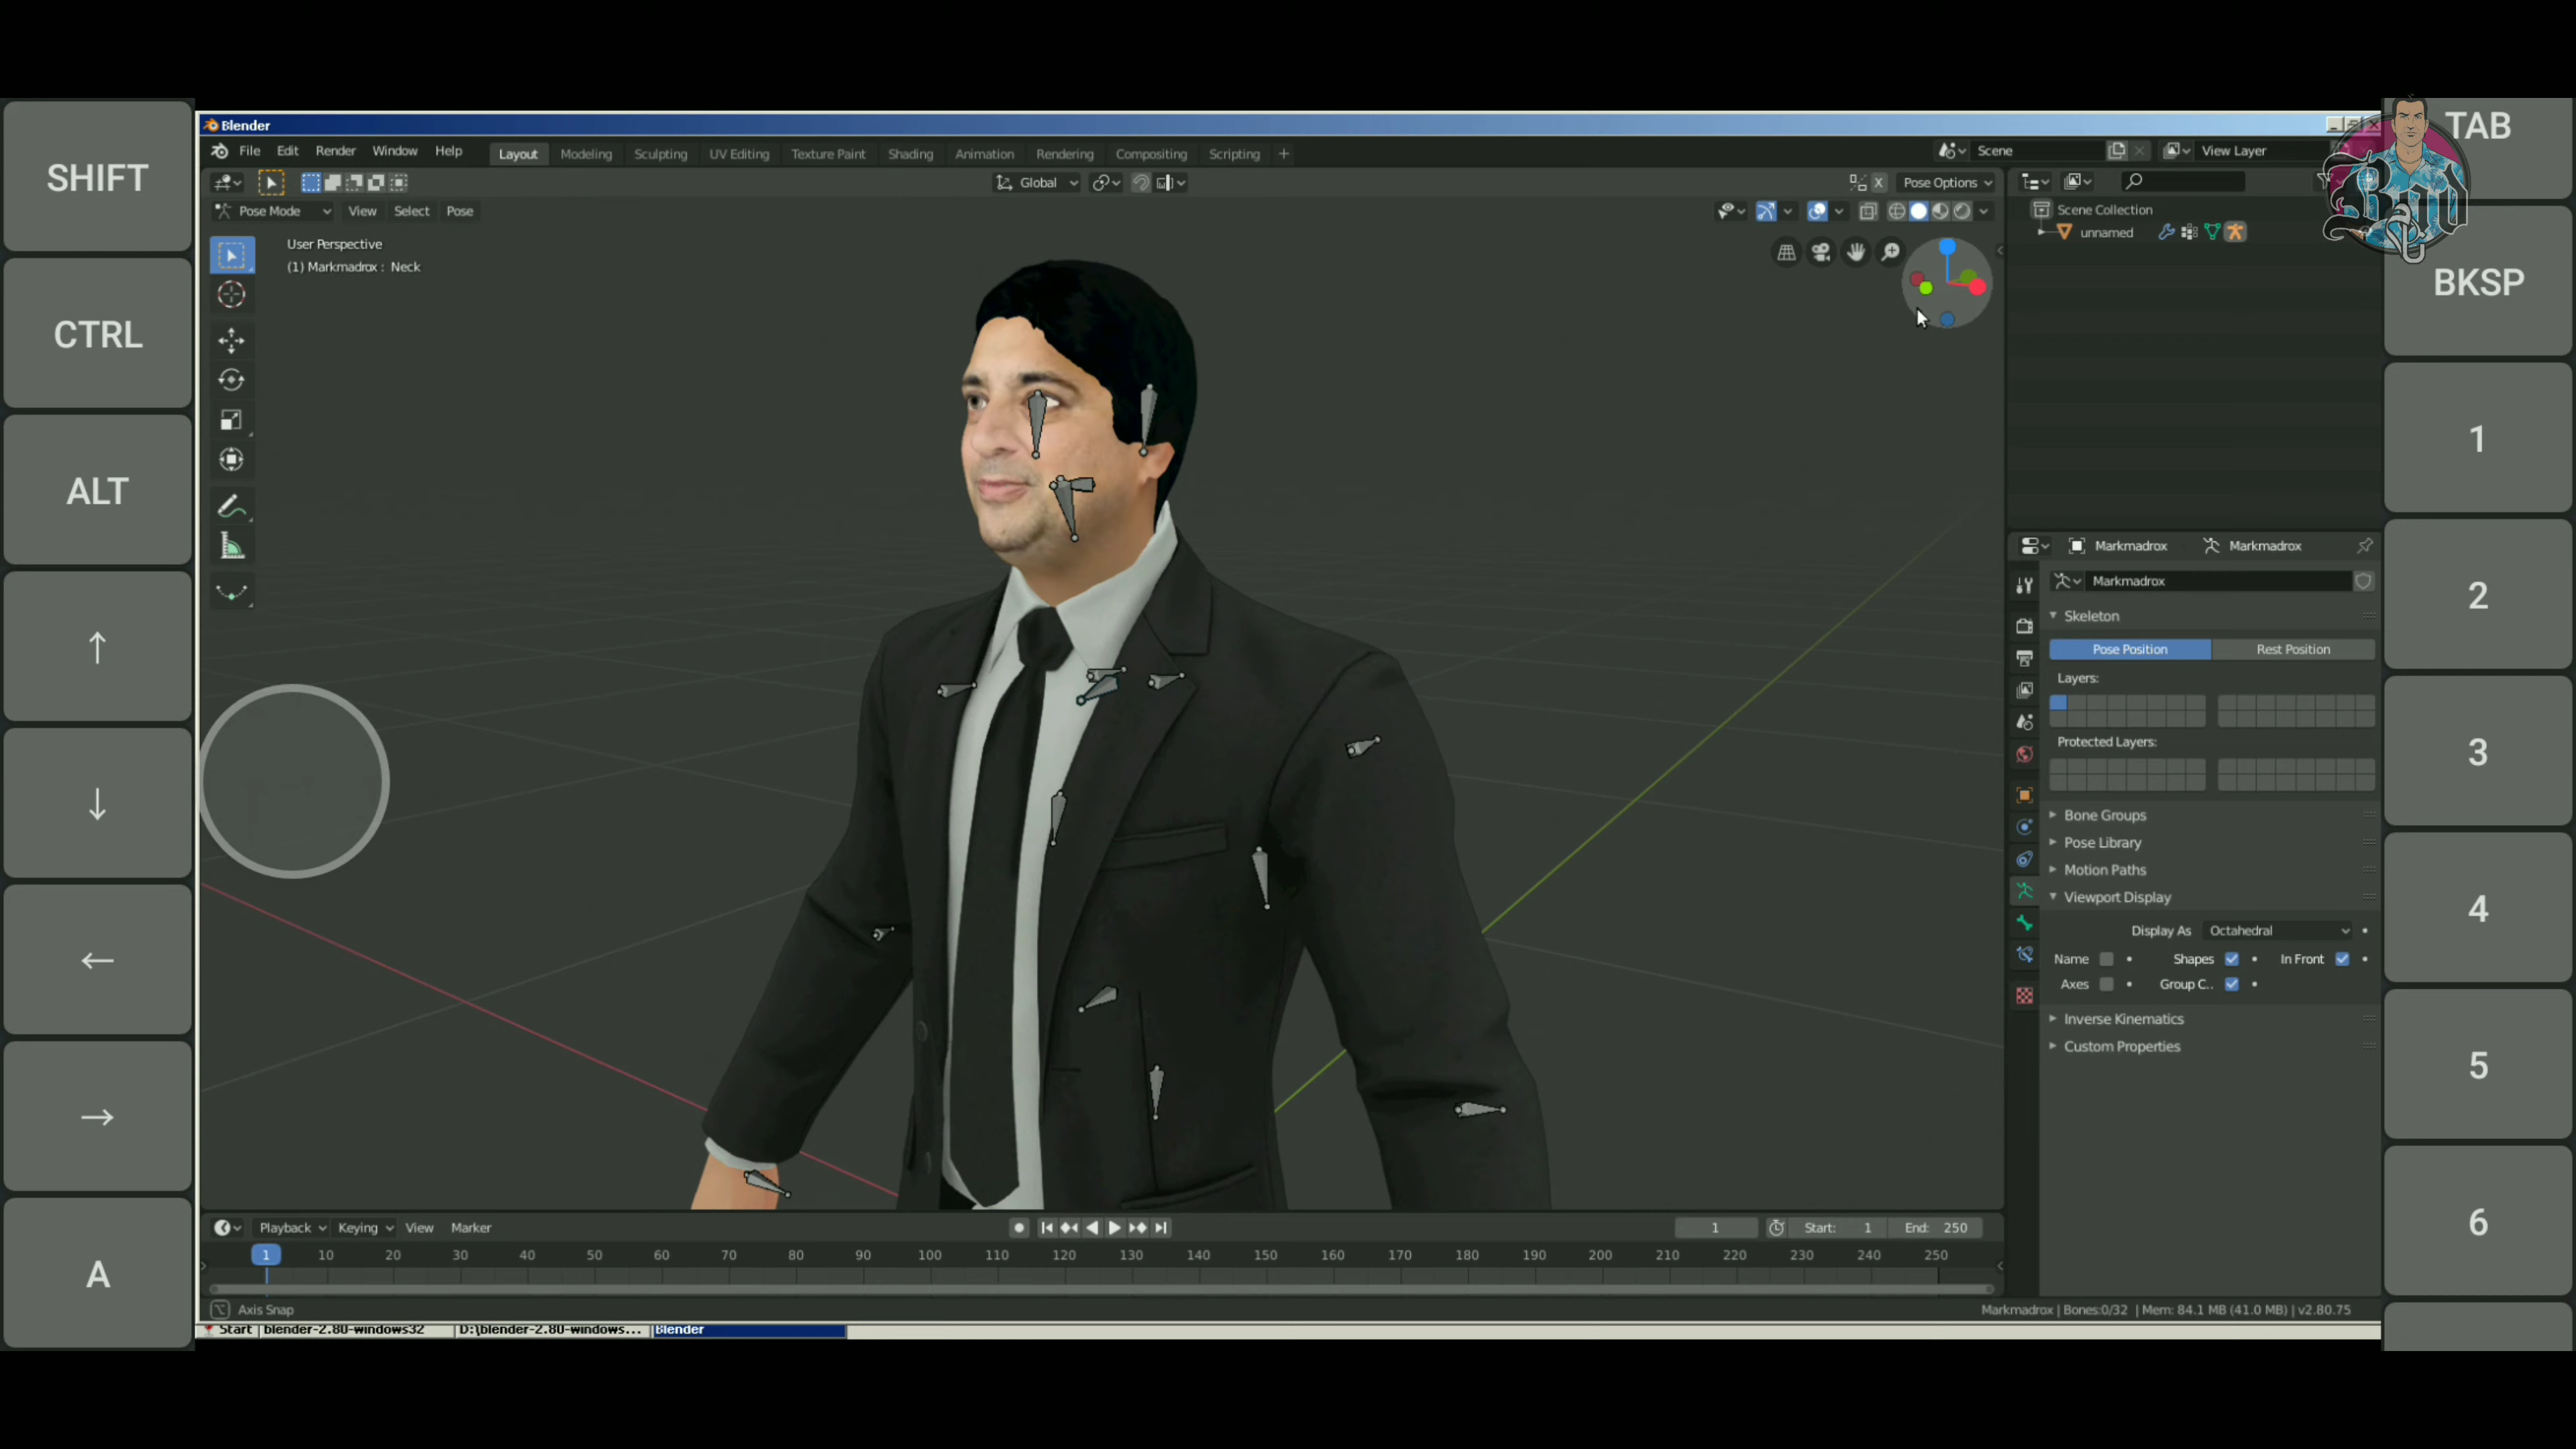 SHIFT
CTRL
ALT
↑
↓
←
→
A
Blender
File Edit Render Window Help Layout Modeling Sculpting UV Editing Texture Paint Shading Animation Rendering Compositing Scripting + Scene View Layer
Global X Pose Options
Pose Mode View Select Pose
User Perspective
(1) Markmadrox : Neck
Scene Collection
unnamed
Markmadrox Markmadrox
Markmadrox
Skeleton
Pose Position Rest Position
Layers:
Protected Layers:
Bone Groups
Pose Library
Motion Paths
Viewport Display
Display As Octahedral
Name Shapes In Front
Axes Group C..
Inverse Kinematics
Custom Properties
Playback Keying View Marker 1 Start: 1 End: 250
1 10 20 30 40 50 60 70 80 90 100 110 120 130 140 150 160 170 180 190 200 210 220 230 240 250
Axis Snap Markmadrox | Bones:0/32 | Mem: 84.1 MB (41.0 MB) | v2.80.75
Start blender-2.80-windows32 D:\blender-2.80-windows... Blender
TAB
BKSP
1
2
3
4
5
6